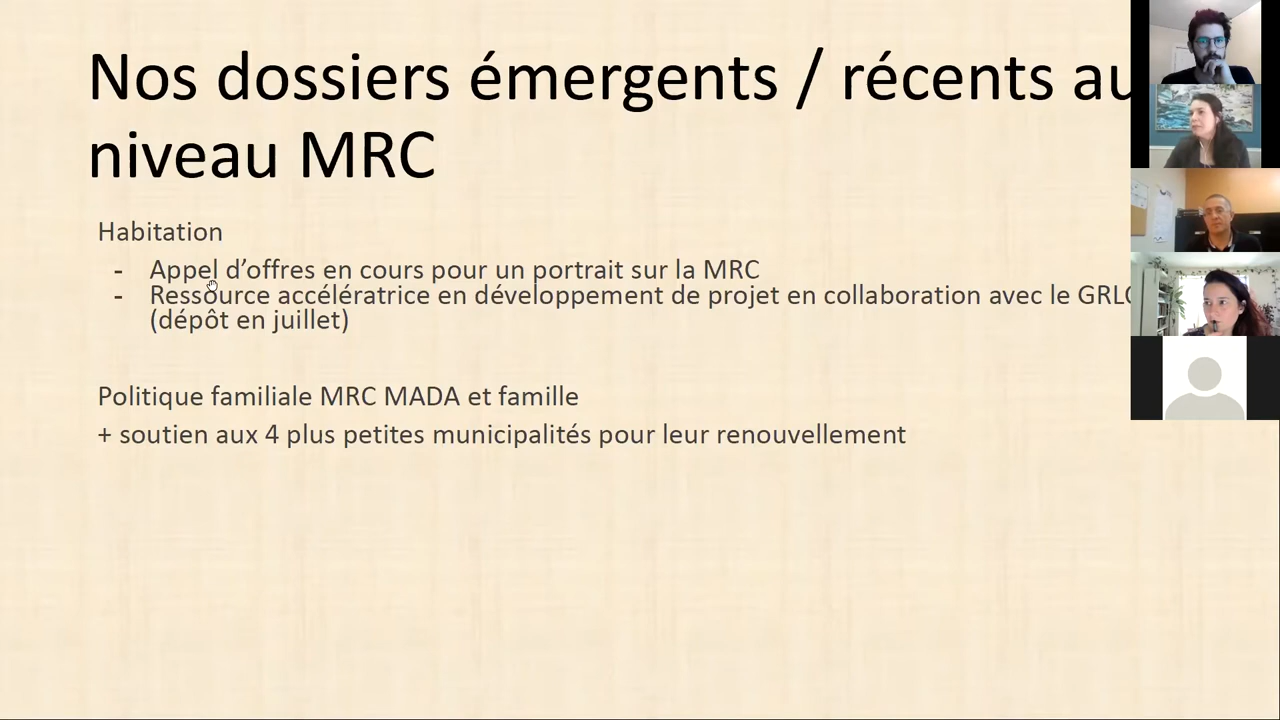 Nos dossiers émergents / récents au
niveau MRC
Habitation
- Appel d’offres en cours pour un portrait sur la MRC
- Ressource accélératrice en développement de projet en collaboration avec le
(dépôt en juillet)
Politique familiale MRC MADA et famille
+ soutien aux 4 plus petites municipalités pour leur renouvellement